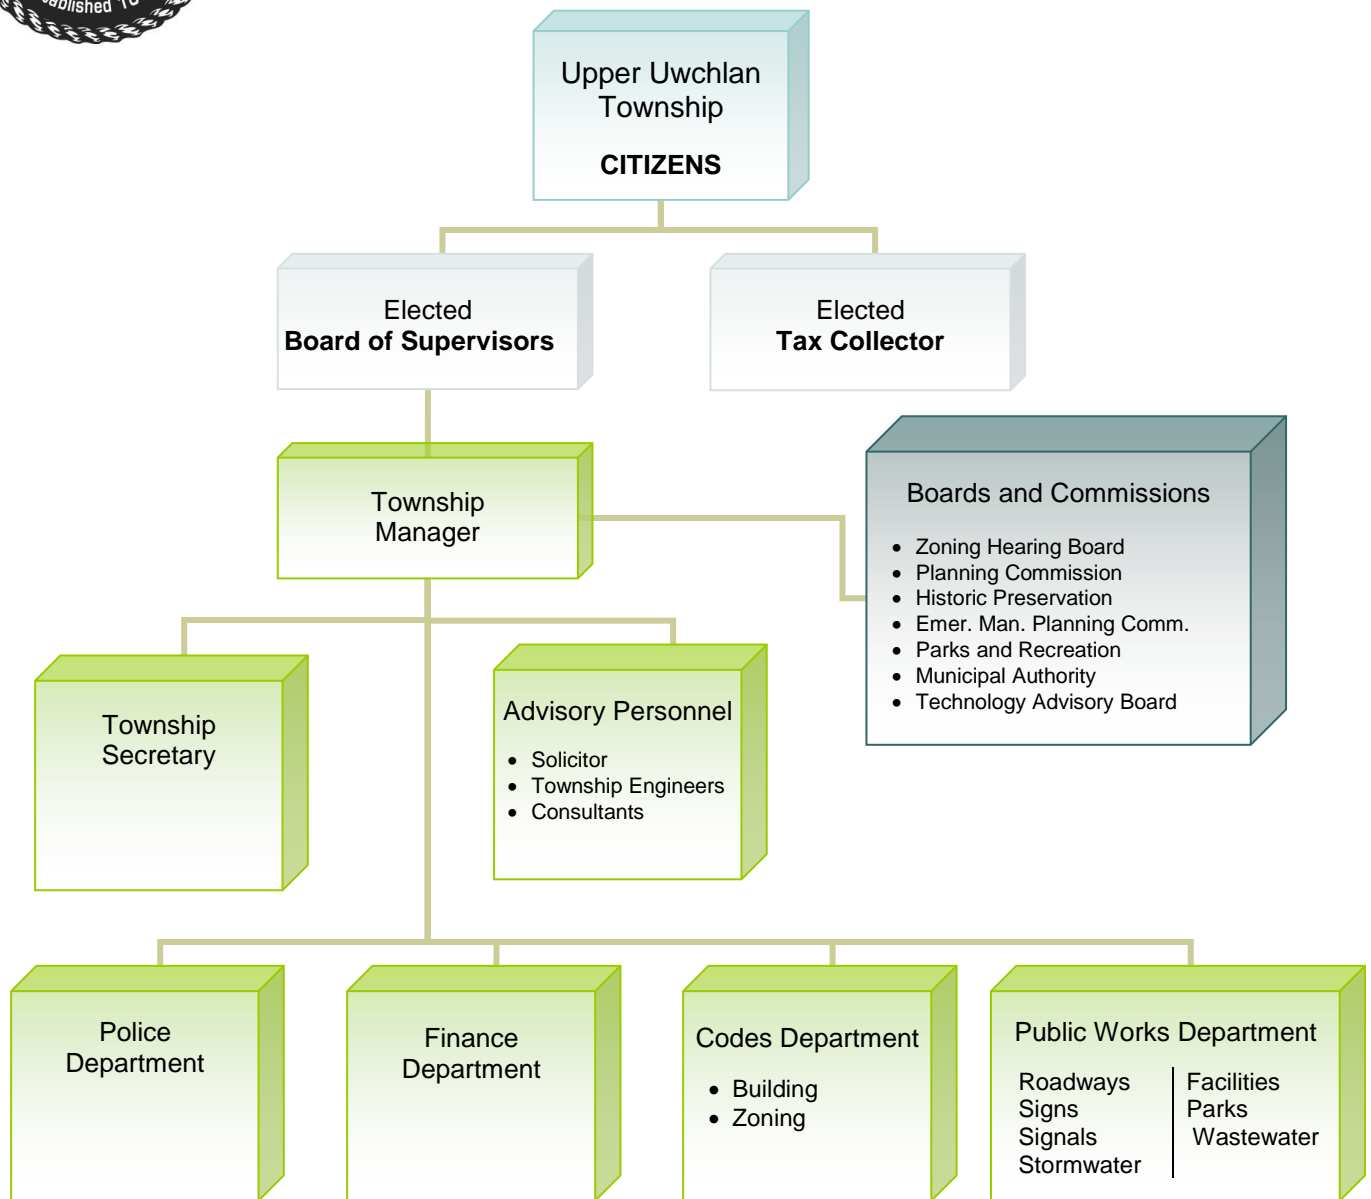 Established
Upper Uwchlan
Township
CITIZENS
Elected
Board of Supervisors
Elected
Tax Collector
Township
Manager
Boards and Commissions
• Zoning Hearing Board
• Planning Commission
• Historic Preservation
• Emer. Man. Planning Comm.
• Parks and Recreation
• Municipal Authority
• Technology Advisory Board
Township
Secretary
Advisory Personnel
• Solicitor
• Township Engineers
• Consultants
Police
Department
Finance
Department
Codes Department
• Building
• Zoning
Public Works Department
Roadways
Signs
Signals
Stormwater
Facilities
Parks
Wastewater